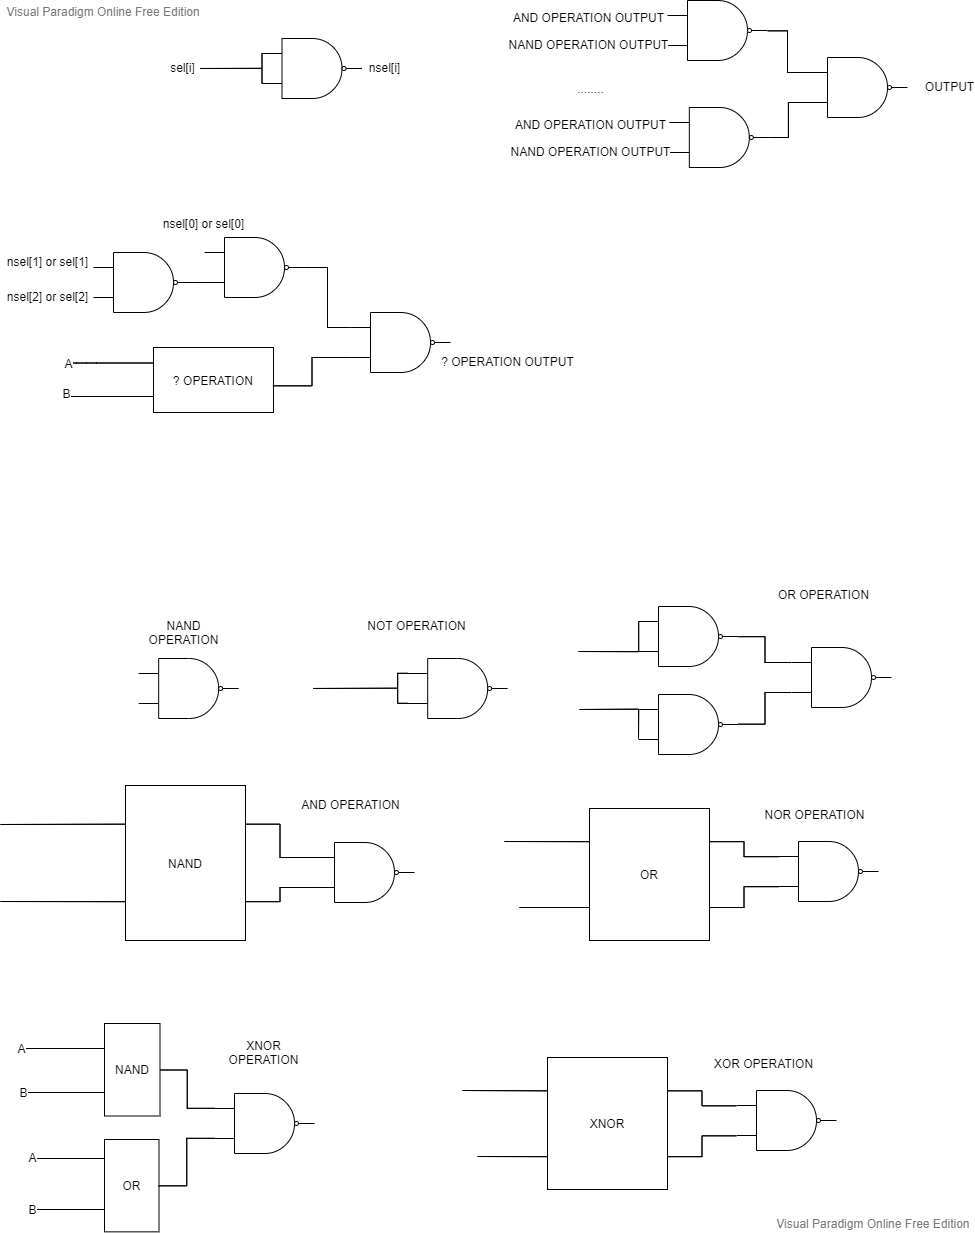 Visual Paradigm Online Free Edition
sel[i]
nsel[i]
AND OPERATION OUTPUT
NAND OPERATION OUTPUT
OUTPUT
........
AND OPERATION OUTPUT
NAND OPERATION OUTPUT
nsel[0] or sel[0]
nsel[1] or sel[1]
nsel[2] or sel[2]
A
? OPERATION
B
? OPERATION OUTPUT
NAND
OPERATION
NOT OPERATION
OR OPERATION
NAND
AND OPERATION
OR
NOR OPERATION
A
B
NAND
A
B
OR
XNOR
OPERATION
XNOR
XOR OPERATION
Visual Paradigm Online Free Edition